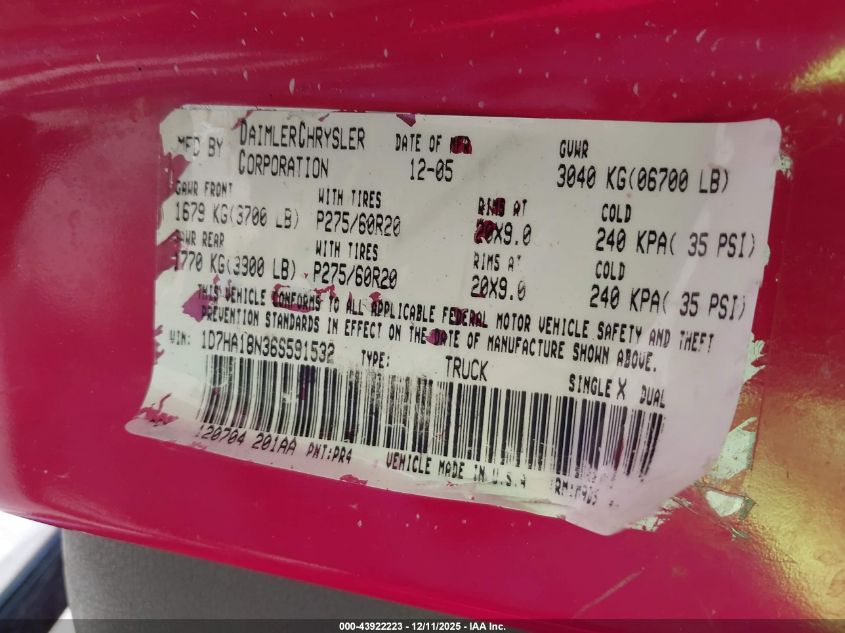 MFD BY DAIMLERCHRYSLER CORPORATION DATE OF MFR 12-05 GVWR 3040 KG(06700 LB)
GAWR FRONT WITH TIRES RIMS AT COLD
1679 KG(3700 LB) P275/60R20 20X9.0 240 KPA( 35 PSI)
GAWR REAR WITH TIRES RIMS AT COLD
1770 KG(3900 LB) P275/60R20 20X9.0 240 KPA( 35 PSI)
THIS VEHICLE CONFORMS TO ALL APPLICABLE FEDERAL MOTOR VEHICLE SAFETY AND THEFT
PREVENTION STANDARDS IN EFFECT ON THE DATE OF MANUFACTURE SHOWN ABOVE.
VIN: 1D7HA18N36S591532 TYPE: TRUCK SINGLE X DUAL
120704 201AA PNT:PR4 VEHICLE MADE IN U.S.A
000-43922223 - 12/11/2025 - IAA Inc.